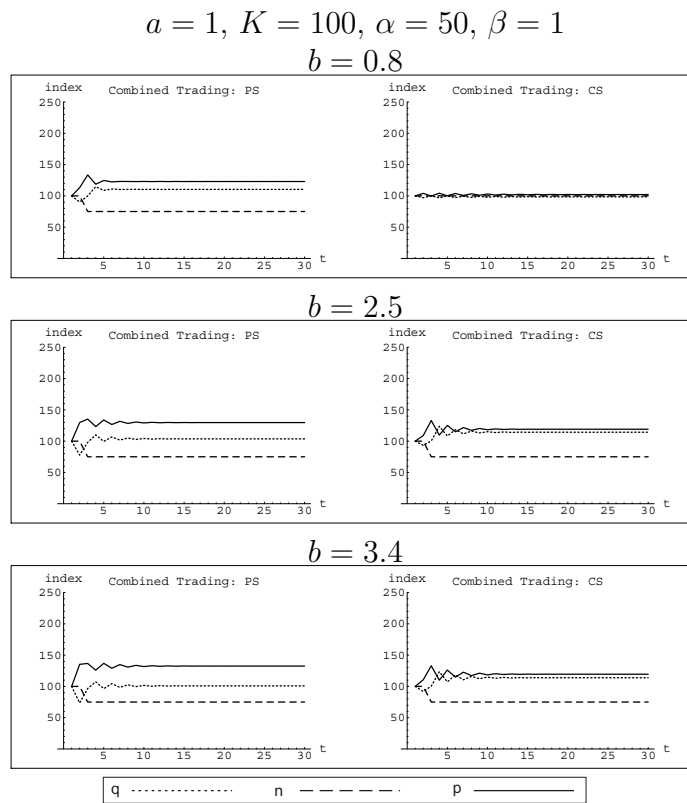 a = 1, K = 100, α = 50, β = 1
b = 0.8
index Combined Trading: PS
250
200
150
100
50
5 10 15 20 25 30 t
index Combined Trading: CS
250
200
150
100
50
5 10 15 20 25 30 t
b = 2.5
index Combined Trading: PS
250
200
150
100
50
5 10 15 20 25 30 t
index Combined Trading: CS
250
200
150
100
50
5 10 15 20 25 30 t
b = 3.4
index Combined Trading: PS
250
200
150
100
50
5 10 15 20 25 30 t
index Combined Trading: CS
250
200
150
100
50
5 10 15 20 25 30 t
q n p